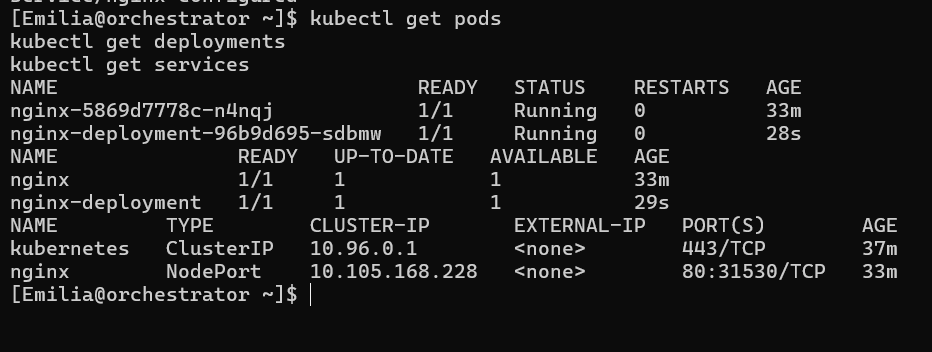 [Emilia@orchestrator ~]$ kubectl get pods
kubectl get deployments
kubectl get services
NAME READY STATUS RESTARTS AGE
nginx-5869d7778c-n4nqj 1/1 Running 0 33m
nginx-deployment-96b9d695-sdbmw 1/1 Running 0 28s
NAME READY UP-TO-DATE AVAILABLE AGE
nginx 1/1 1 1 33m
nginx-deployment 1/1 1 1 29s
NAME TYPE CLUSTER-IP EXTERNAL-IP PORT(S) AGE
kubernetes ClusterIP 10.96.0.1 <none> 443/TCP 37m
nginx NodePort 10.105.168.228 <none> 80:31530/TCP 33m
[Emilia@orchestrator ~]$